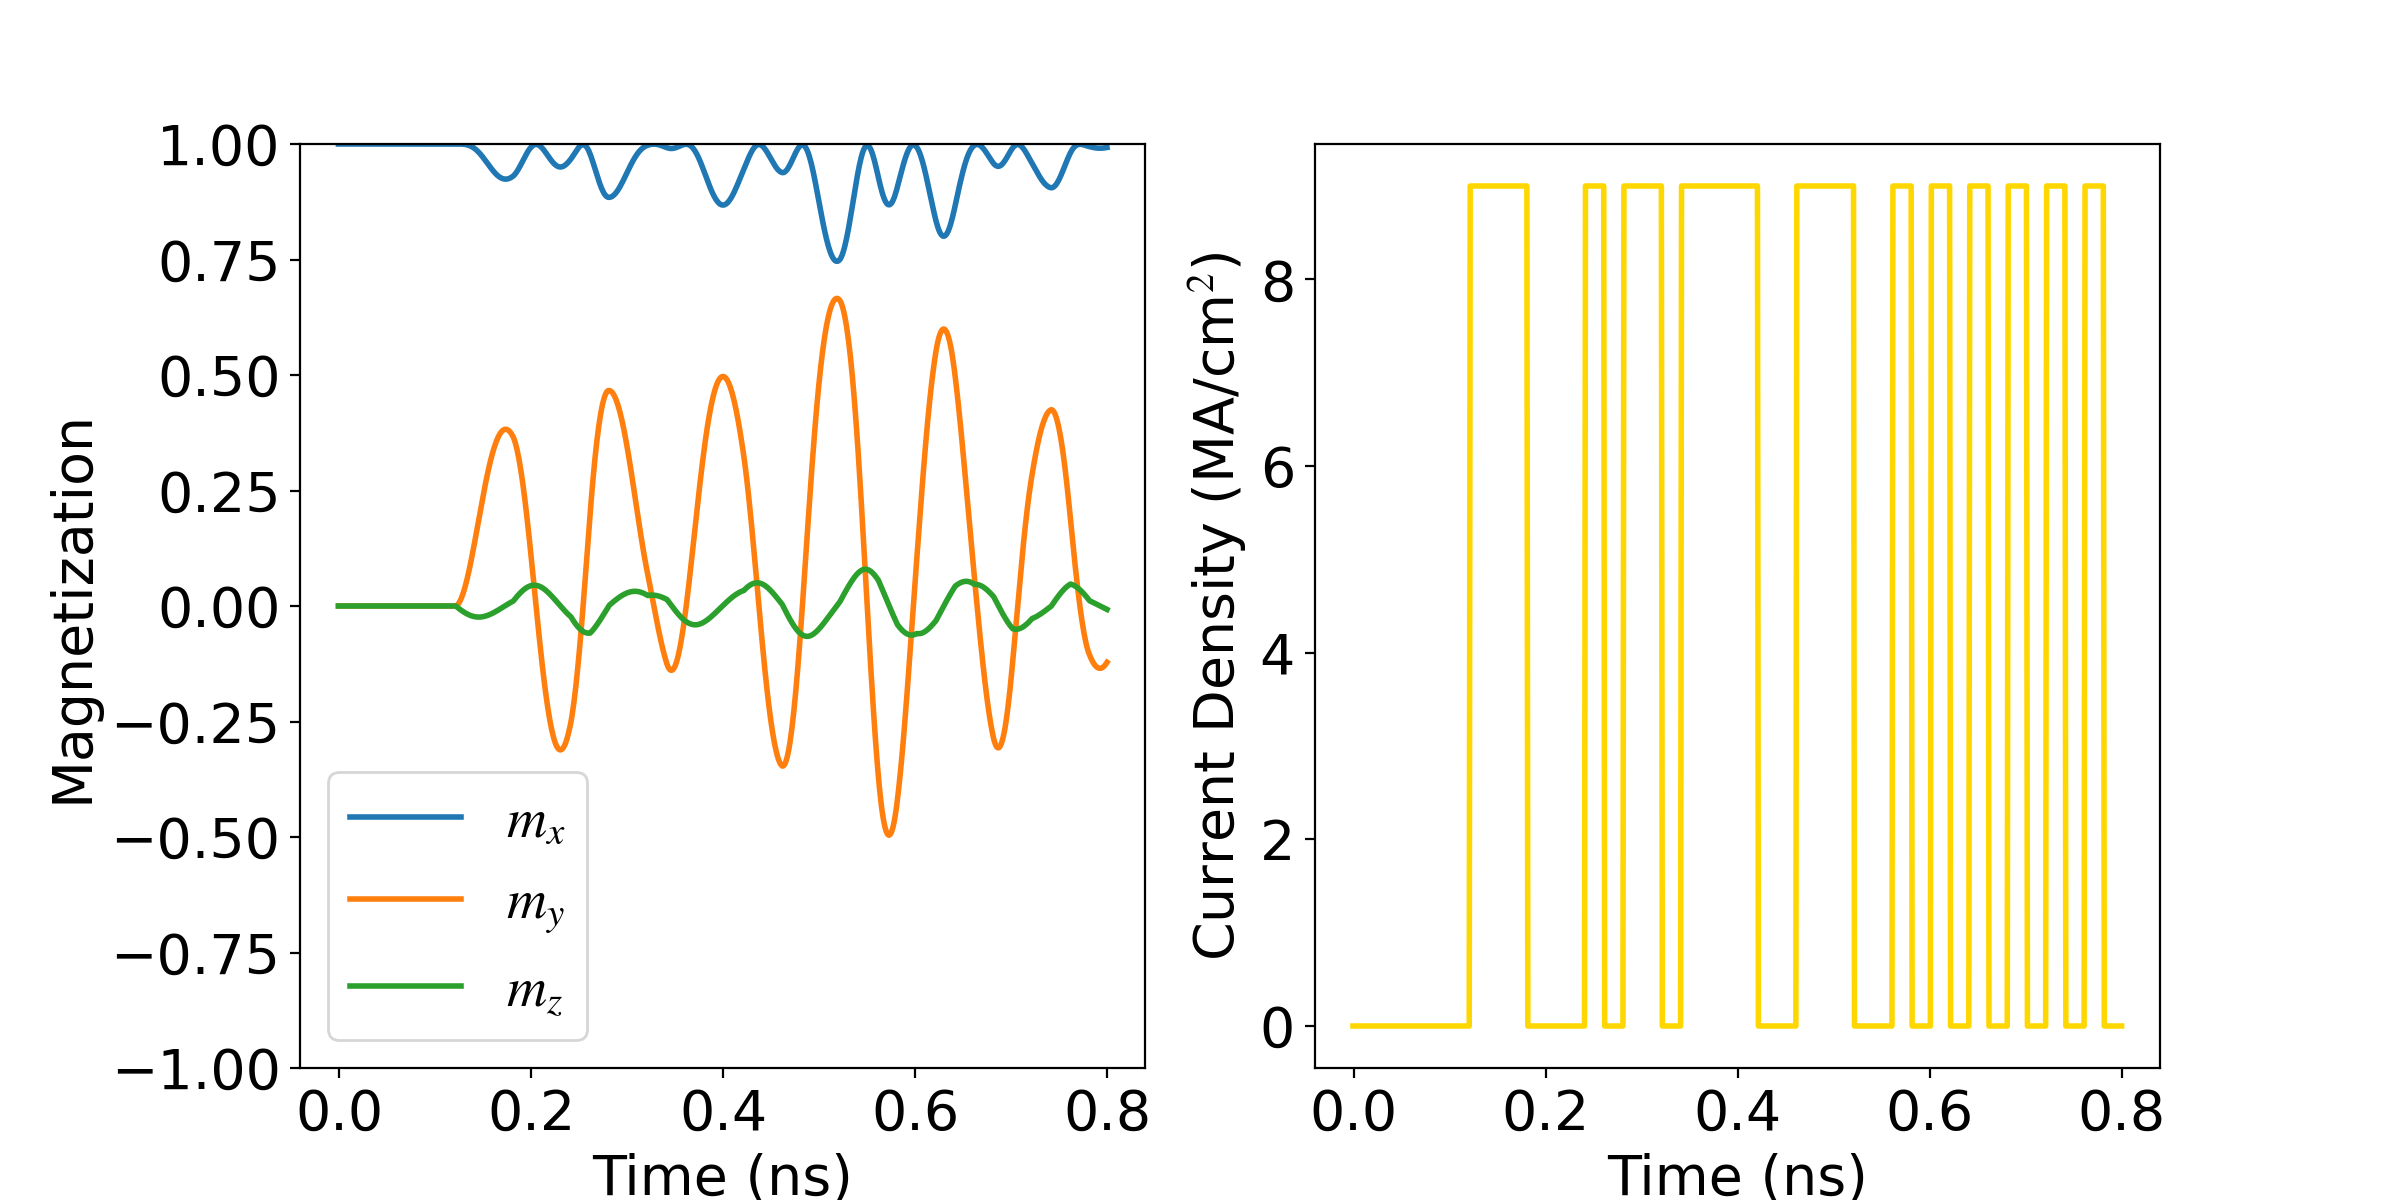 1.00
0.75
0.50
0.25
0.00
−0.25
−0.50
−0.75
−1.00
Magnetization
m_x
m_y
m_z
0.0 0.2 0.4 0.6 0.8
Time (ns)
8
6
4
2
0
Current Density (MA/cm²)
0.0 0.2 0.4 0.6 0.8
Time (ns)